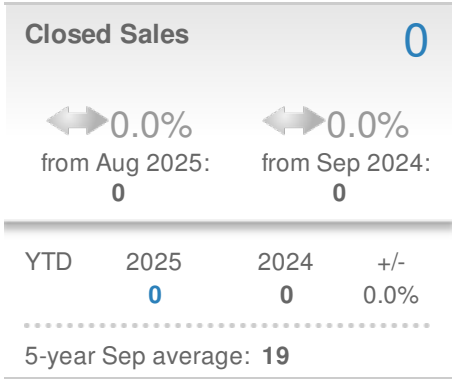 Closed Sales 0
0.0% 0.0%
from Aug 2025: from Sep 2024:
0 0
YTD 2025 2024 +/-
0 0 0.0%
5-year Sep average: 19